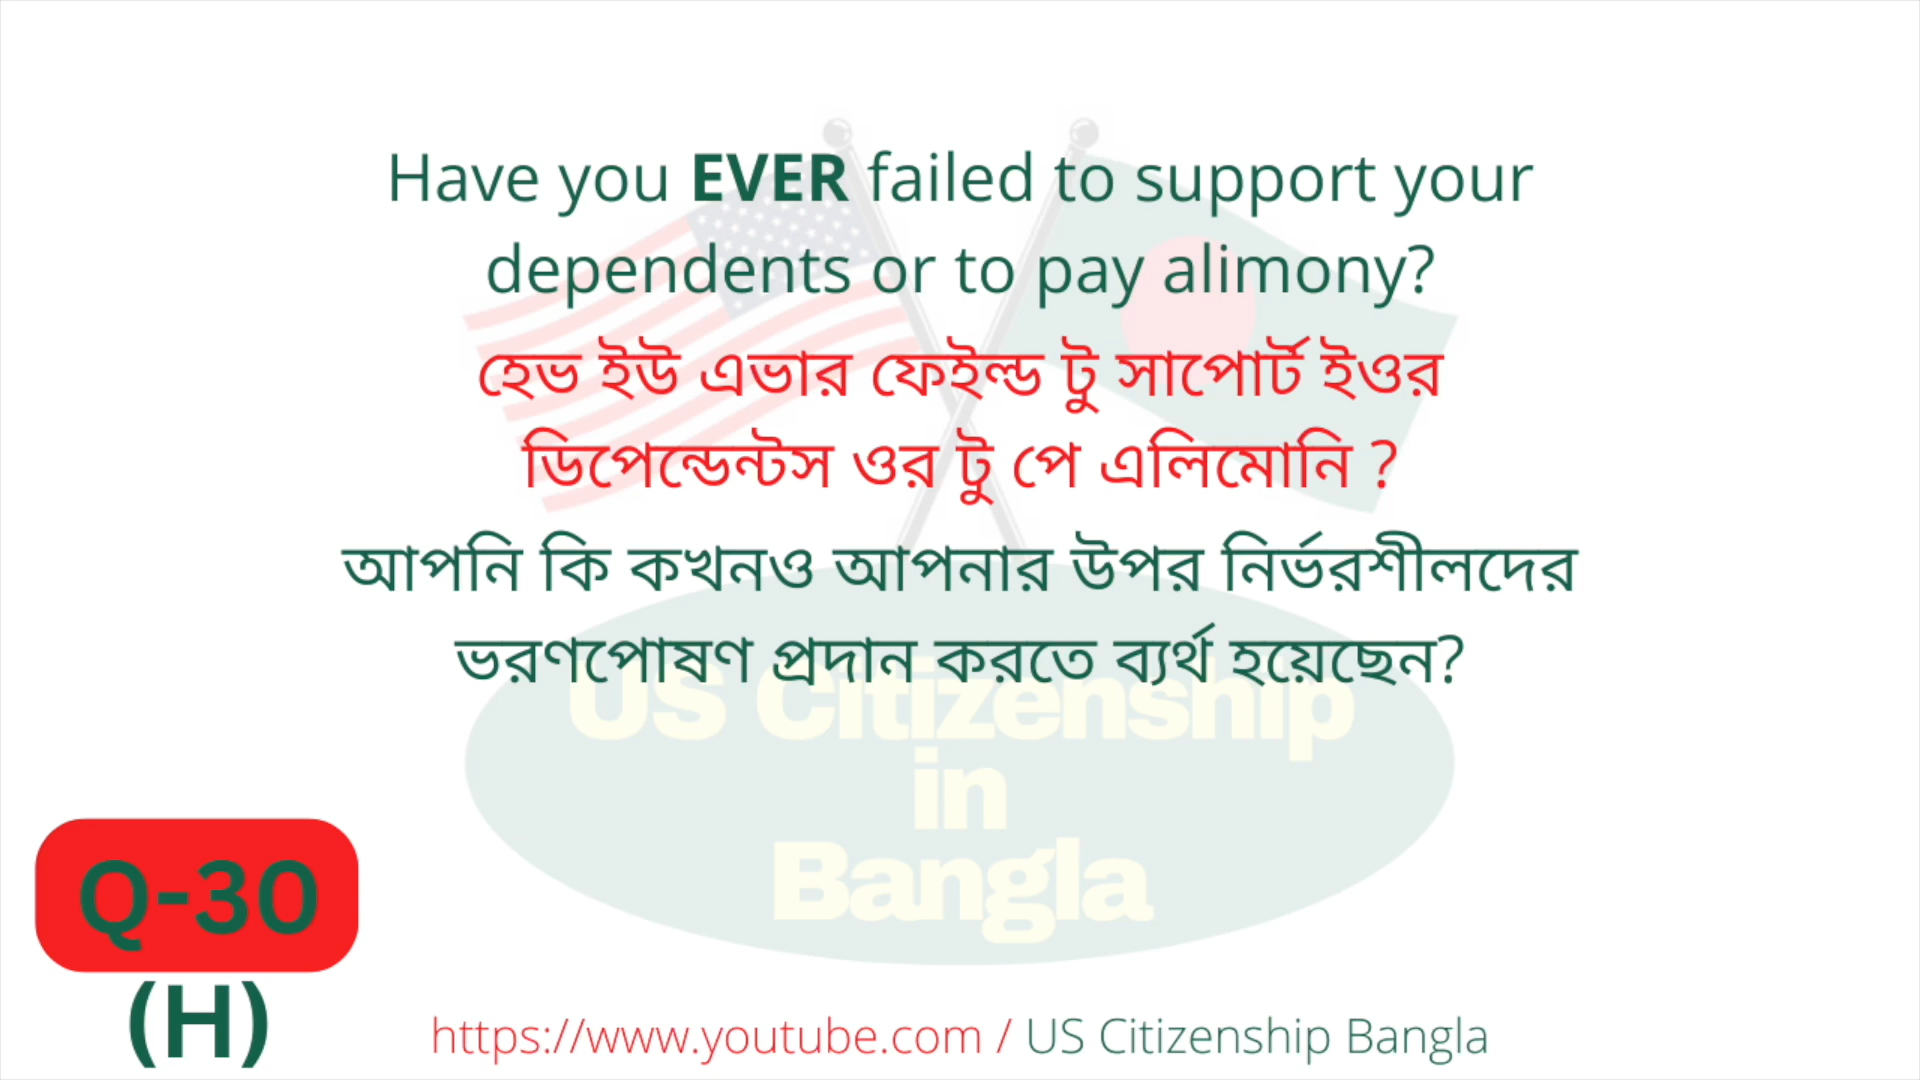 Have you EVER failed to support your
dependents or to pay alimony?
হেভ ইউ এভার ফেইল্ড টু সাপোর্ট ইওর
ডিপেন্ডেন্টস ওর টু পে এলিমোনি ?
আপনি কি কখনও আপনার উপর নির্ভরশীলদের
ভরণপোষণ প্রদান করতে ব্যর্থ হয়েছেন?
US Citizenship
in
Bangla
Q-30
(H)
https://www.youtube.com / US Citizenship Bangla